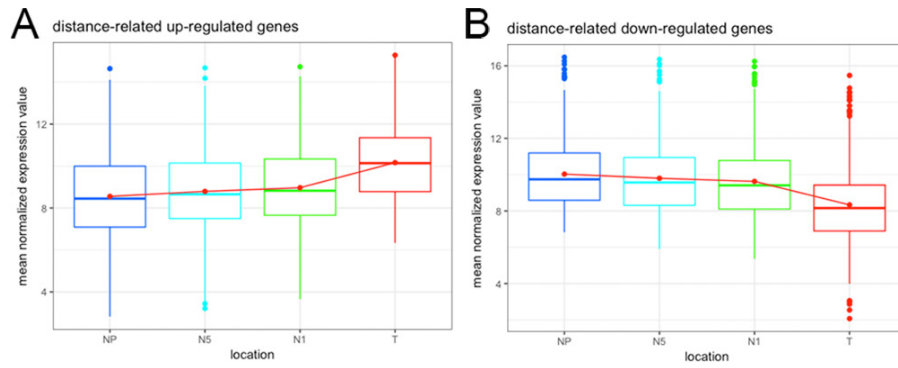 A
distance-related up-regulated genes
mean normalized expression value
12
8
4
NP N5 N1 T
location
B
distance-related down-regulated genes
mean normalized expression value
16
12
8
4
NP N5 N1 T
location